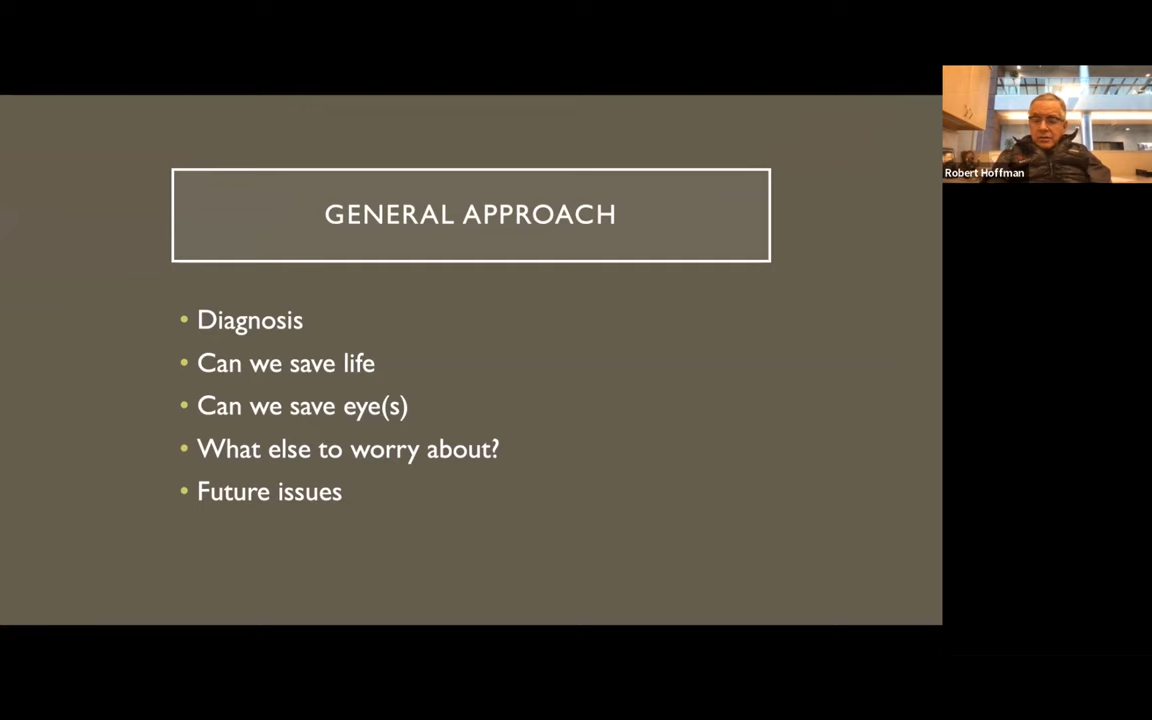 GENERAL APPROACH
• Diagnosis
• Can we save life
• Can we save eye(s)
• What else to worry about?
• Future issues
Robert Hoffman